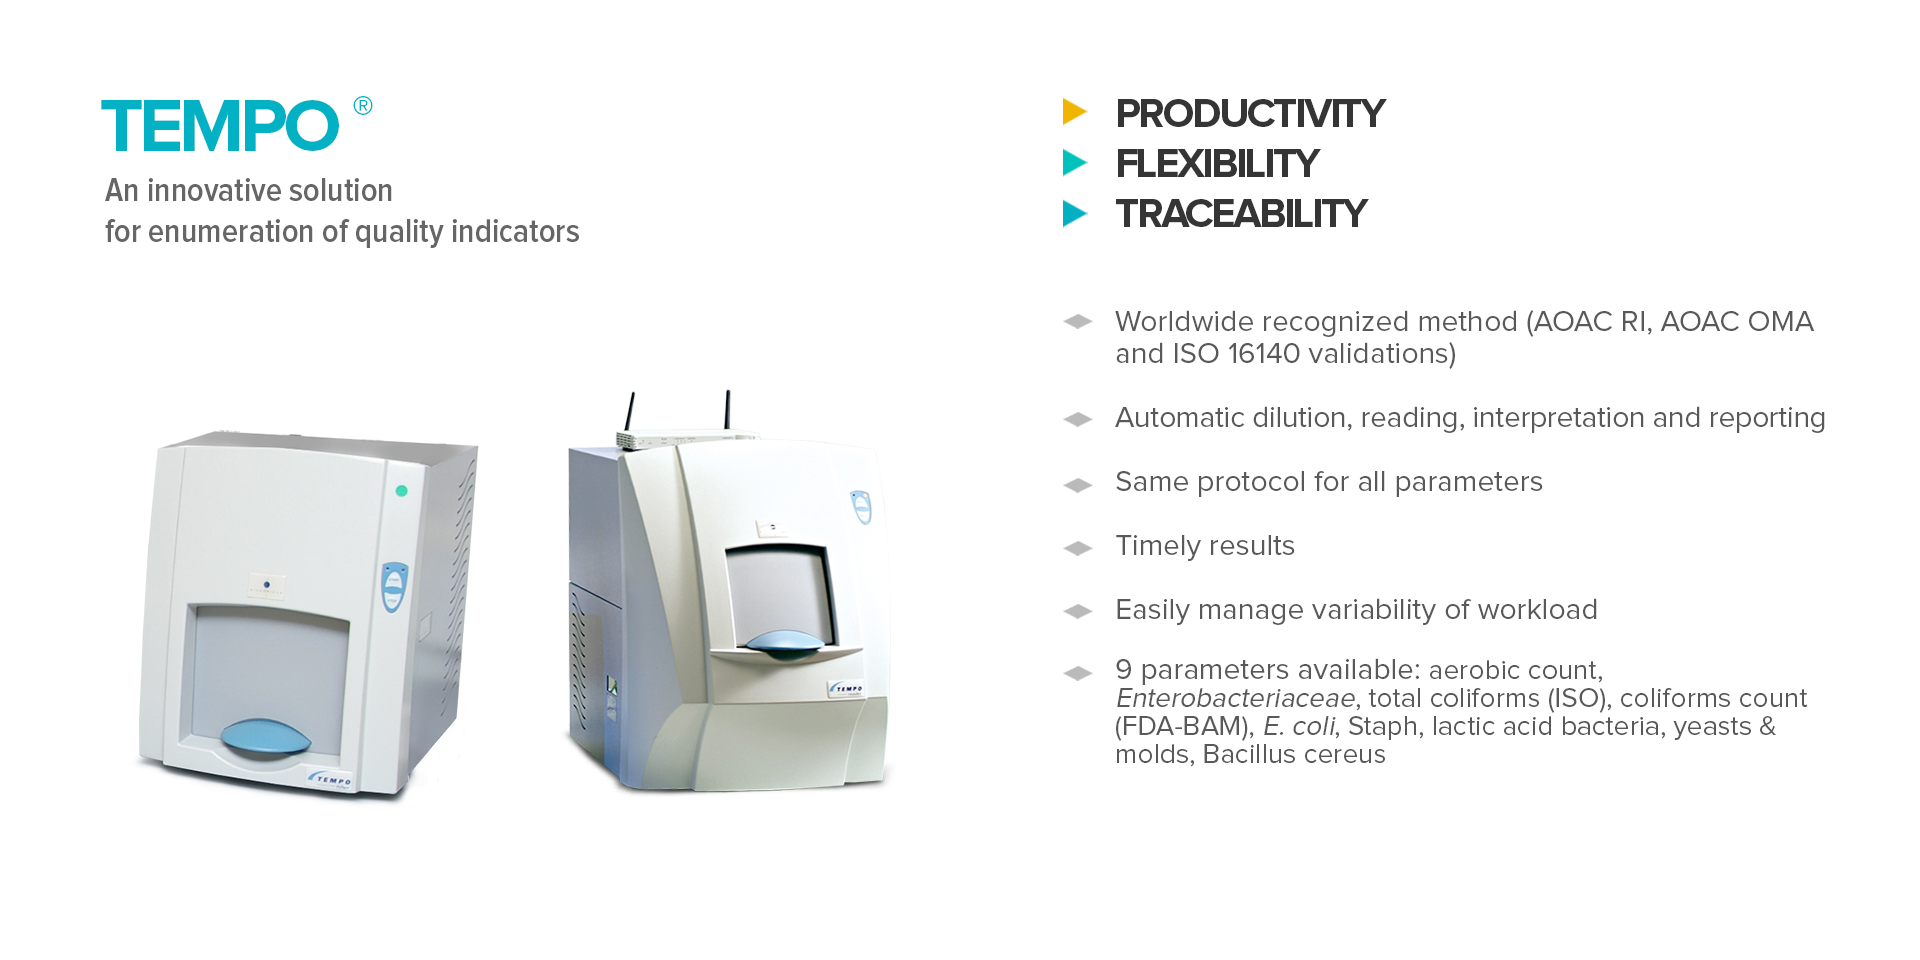 TEMPO ®
An innovative solution
for enumeration of quality indicators
PRODUCTIVITY
FLEXIBILITY
TRACEABILITY
Worldwide recognized method (AOAC RI, AOAC OMA
and ISO 16140 validations)
Automatic dilution, reading, interpretation and reporting
Same protocol for all parameters
Timely results
Easily manage variability of workload
9 parameters available: aerobic count,
Enterobacteriaceae, total coliforms (ISO), coliforms count
(FDA-BAM), E. coli, Staph, lactic acid bacteria, yeasts &
molds, Bacillus cereus
TEMPO
TEMPO